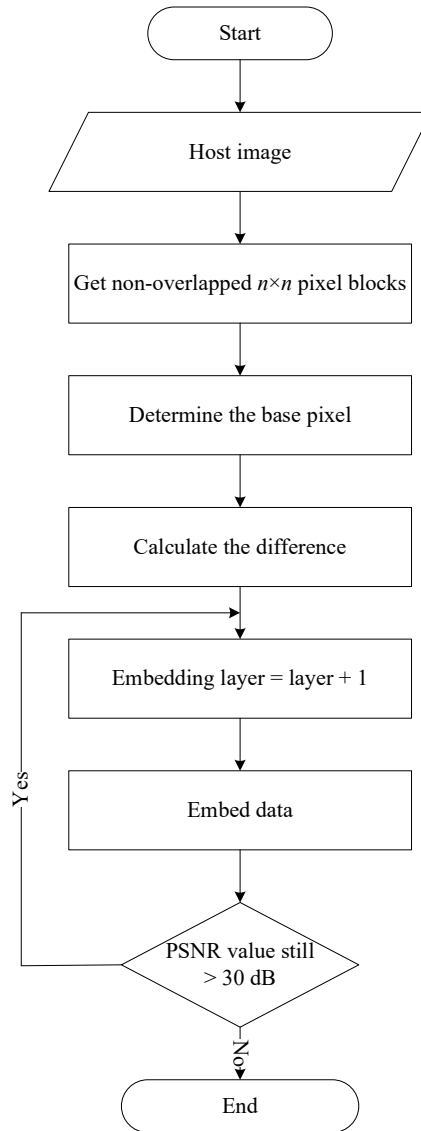 Start
Host image
Get non-overlapped n×n pixel blocks
Determine the base pixel
Calculate the difference
Embedding layer = layer + 1
Yes
Embed data
PSNR value still
> 30 dB
No
End